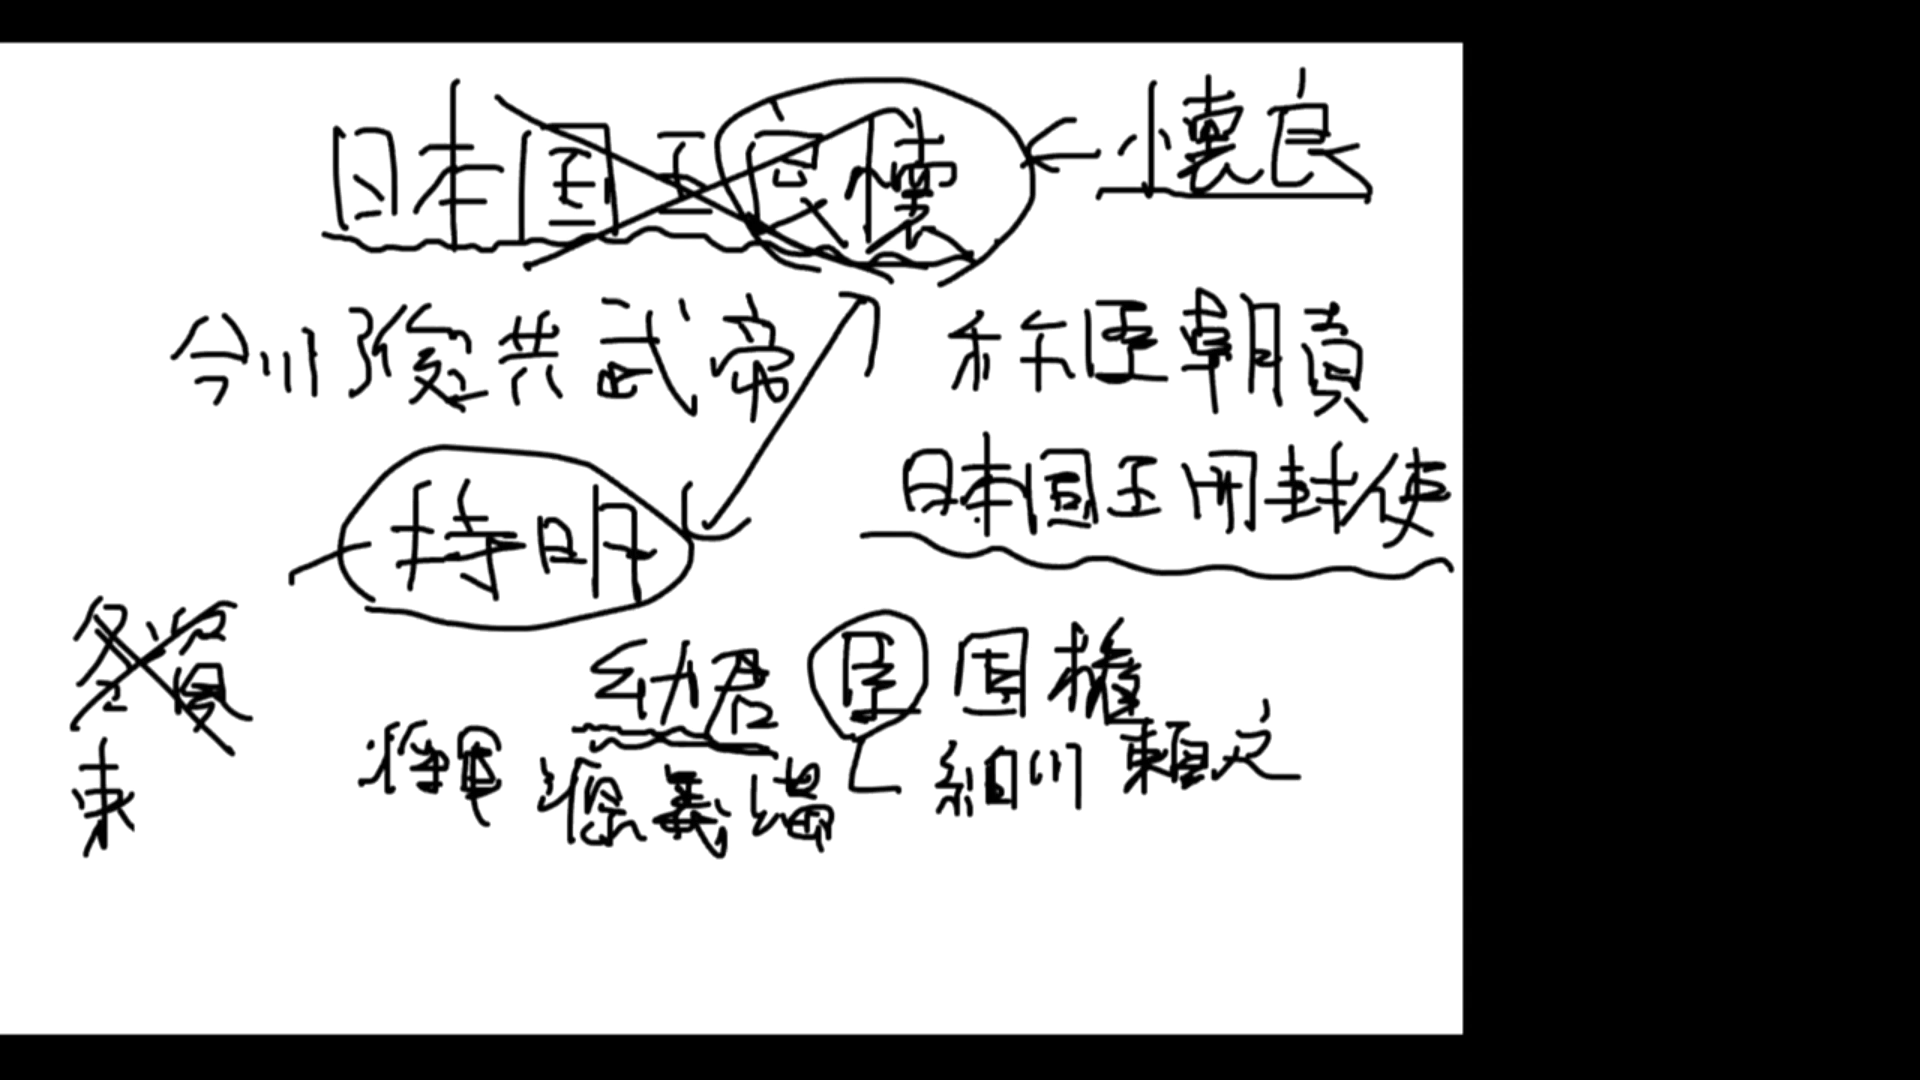 日本国王良懐 懐良
今川了俊 洪武帝 称臣朝貢
持明 日本国王冊封使
幼君 臣 国権
将軍 義満 細川 頼之
来